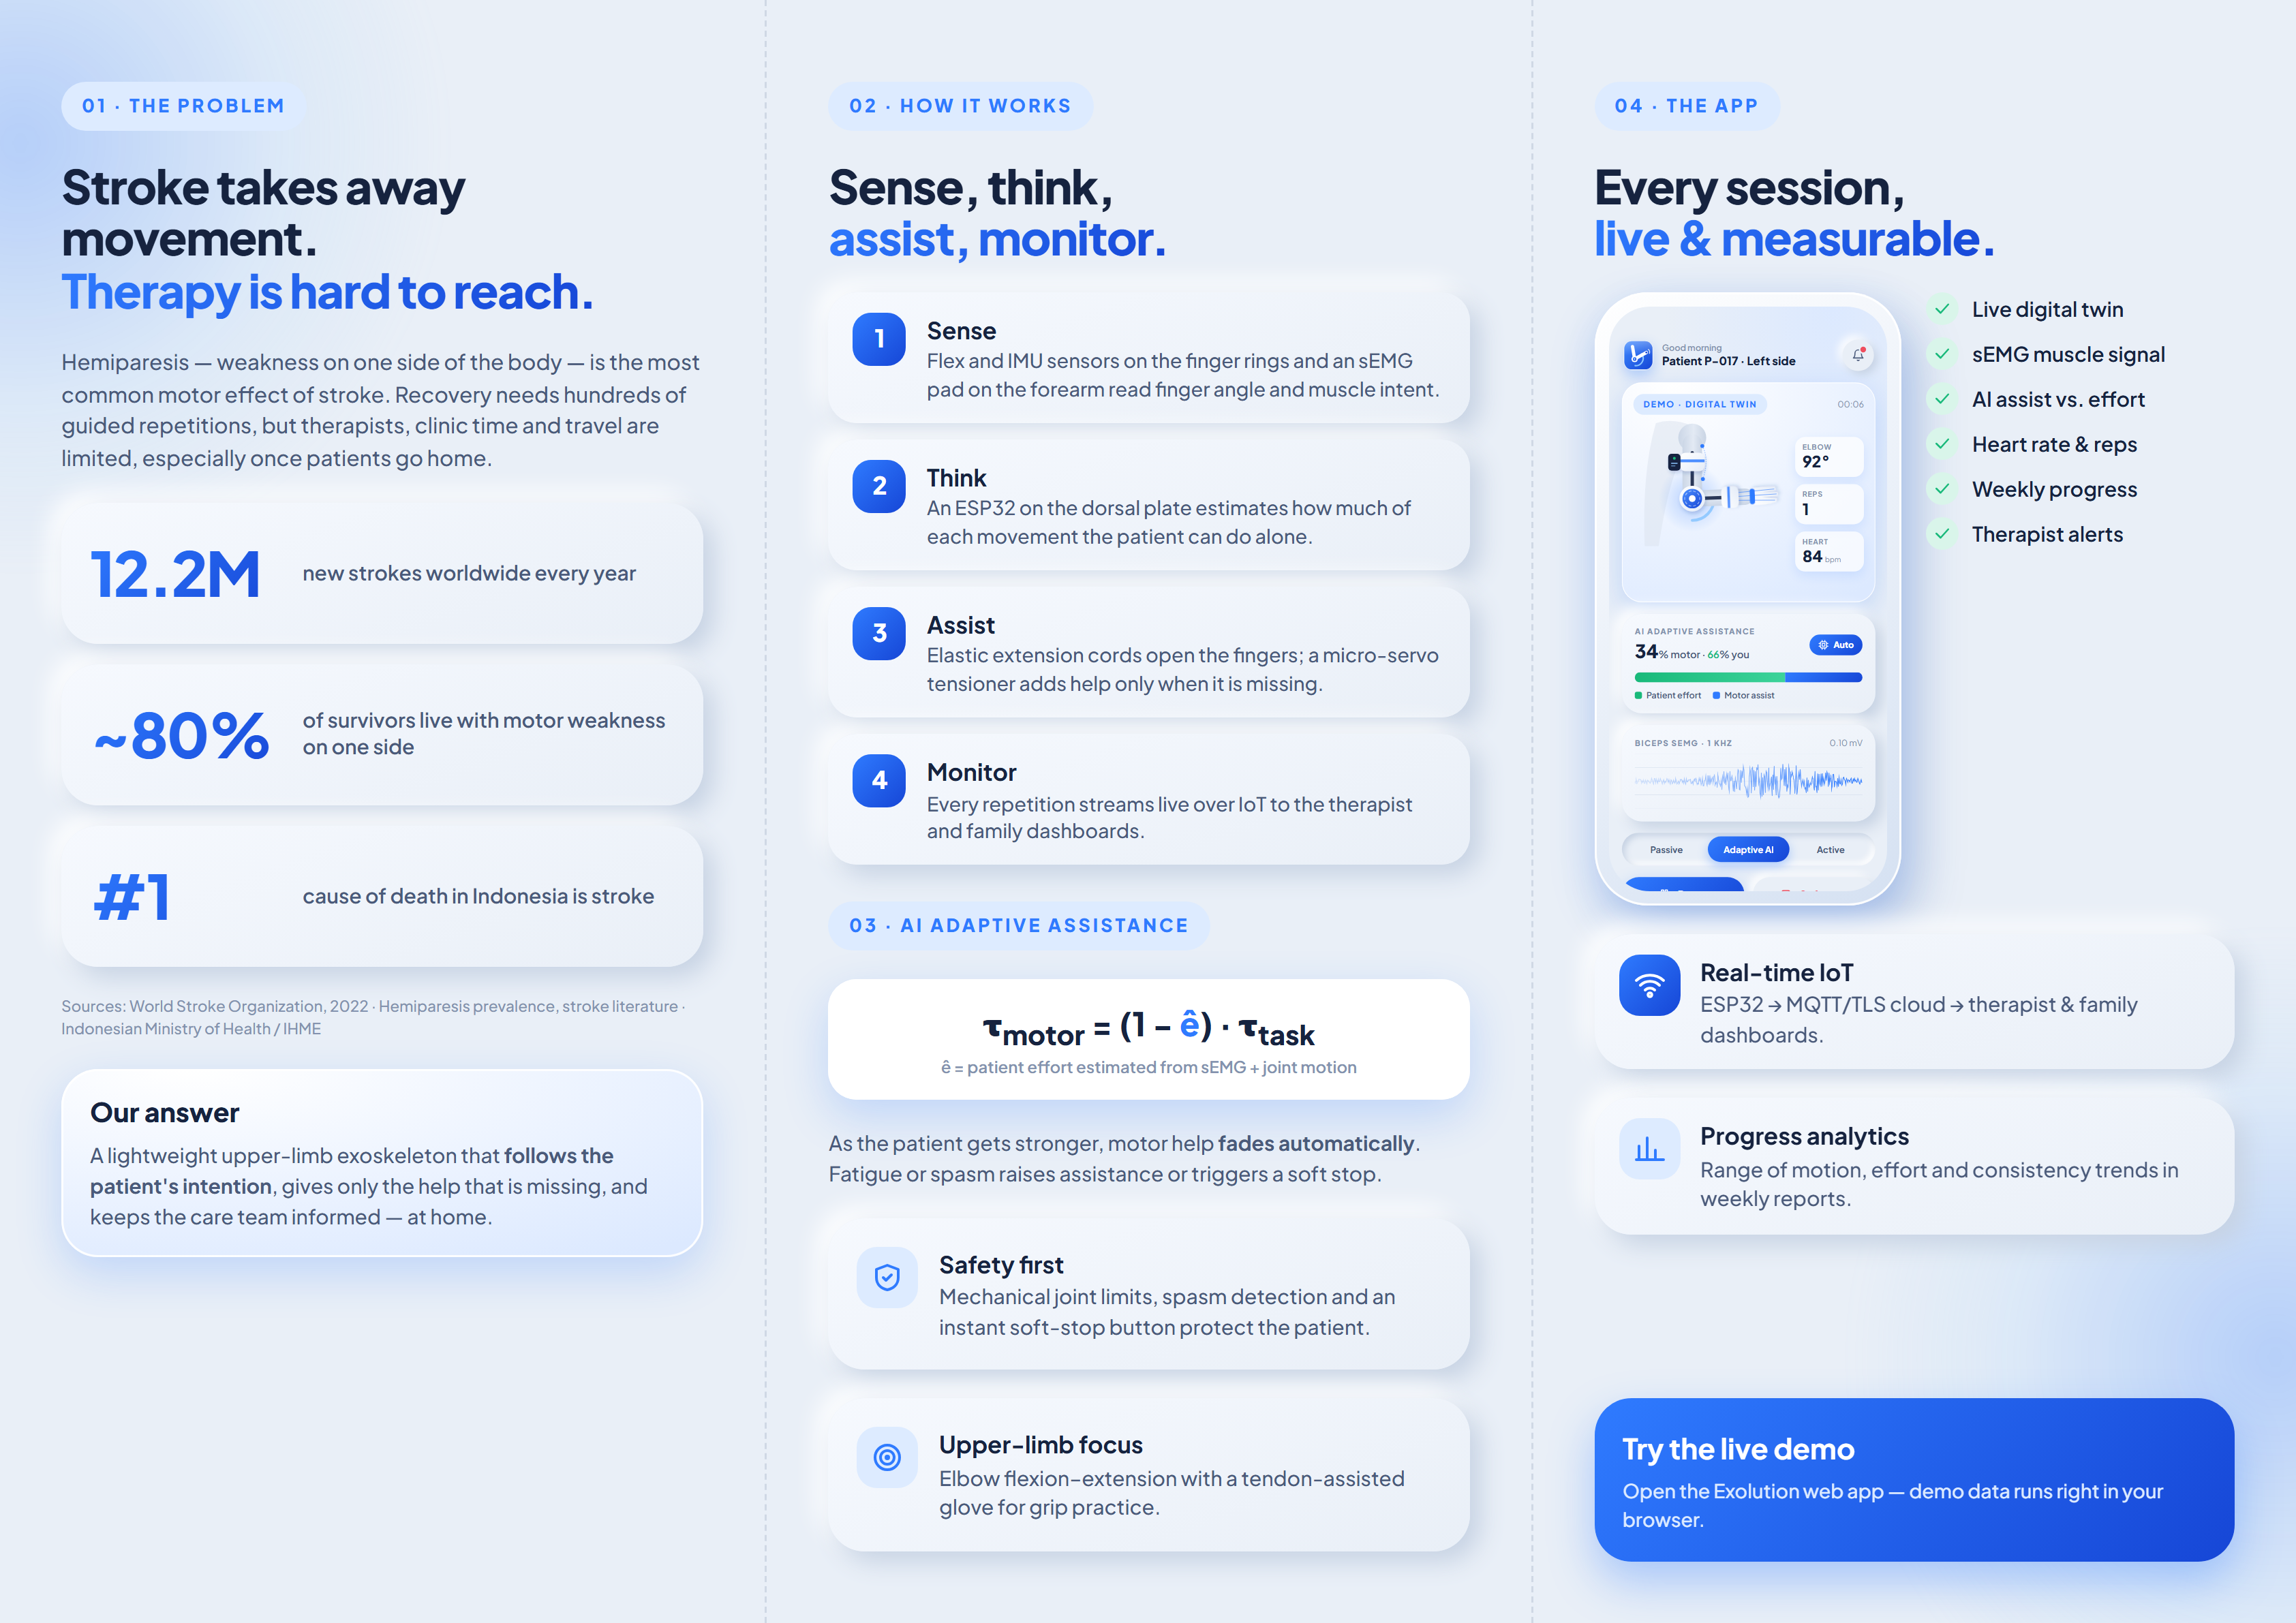 01 · THE PROBLEM
Stroke takes away
movement.
Therapy is hard to reach.
Hemiparesis — weakness on one side of the body — is the most
common motor effect of stroke. Recovery needs hundreds of
guided repetitions, but therapists, clinic time and travel are
limited, especially once patients go home.
12.2M
new strokes worldwide every year
~80%
of survivors live with motor weakness
on one side
#1
cause of death in Indonesia is stroke
Sources: World Stroke Organization, 2022 · Hemiparesis prevalence, stroke literature ·
Indonesian Ministry of Health / IHME
Our answer
A lightweight upper-limb exoskeleton that follows the
patient's intention, gives only the help that is missing, and
keeps the care team informed — at home.
02 · HOW IT WORKS
Sense, think,
assist, monitor.
1
Sense
Flex and IMU sensors on the finger rings and an sEMG
pad on the forearm read finger angle and muscle intent.
2
Think
An ESP32 on the dorsal plate estimates how much of
each movement the patient can do alone.
3
Assist
Elastic extension cords open the fingers; a micro-servo
tensioner adds help only when it is missing.
4
Monitor
Every repetition streams live over IoT to the therapist
and family dashboards.
03 · AI ADAPTIVE ASSISTANCE
τmotor = (1 − ê) · τtask
ê = patient effort estimated from sEMG + joint motion
As the patient gets stronger, motor help fades automatically.
Fatigue or spasm raises assistance or triggers a soft stop.
Safety first
Mechanical joint limits, spasm detection and an
instant soft-stop button protect the patient.
Upper-limb focus
Elbow flexion–extension with a tendon-assisted
glove for grip practice.
04 · THE APP
Every session,
live & measurable.
Good morning
Patient P-017 · Left side
DEMO · DIGITAL TWIN
00:06
ELBOW
92°
REPS
1
HEART
84 bpm
AI ADAPTIVE ASSISTANCE
34% motor · 66% you
Auto
Patient effort
Motor assist
BICEPS SEMG · 1 KHZ
0.10 mV
Passive
Adaptive AI
Active
Live digital twin
sEMG muscle signal
AI assist vs. effort
Heart rate & reps
Weekly progress
Therapist alerts
Real-time IoT
ESP32 → MQTT/TLS cloud → therapist & family
dashboards.
Progress analytics
Range of motion, effort and consistency trends in
weekly reports.
Try the live demo
Open the Exolution web app — demo data runs right in your
browser.